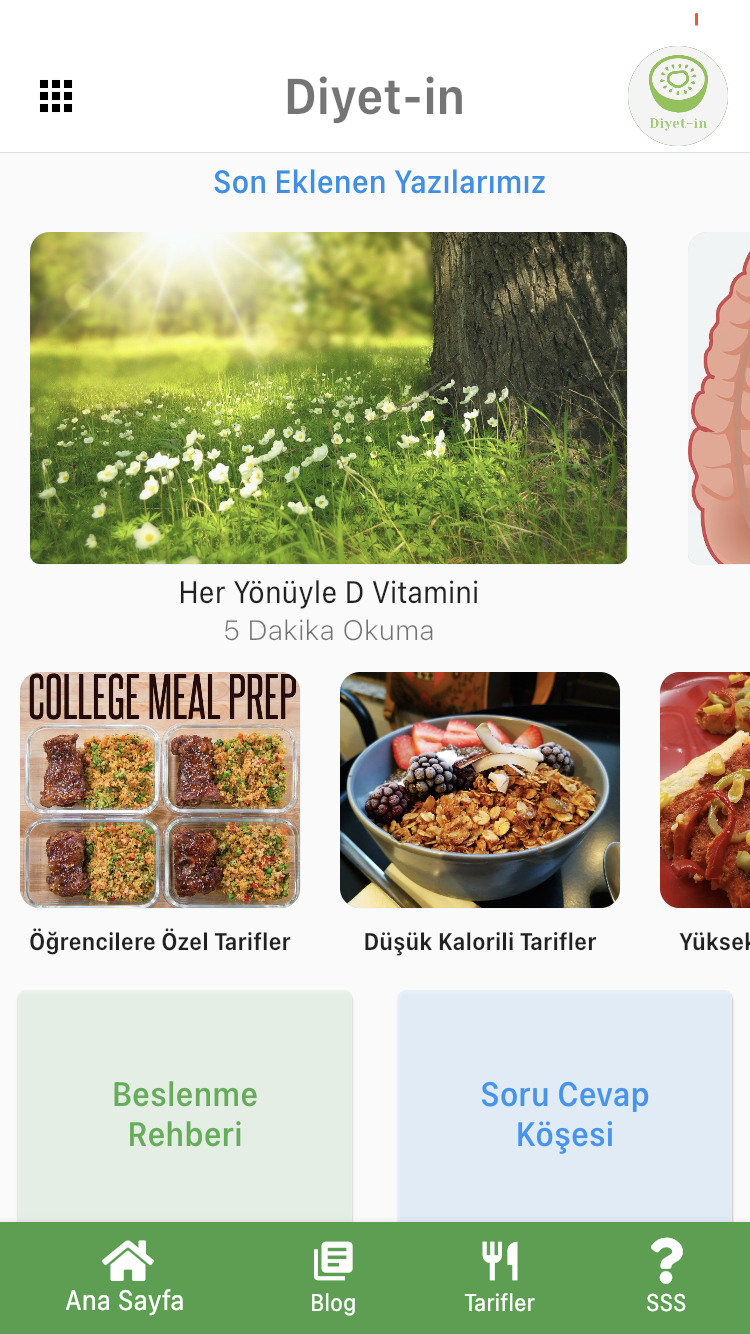 Diyet-in
Diyet-in
Son Eklenen Yazılarımız
Her Yönüyle D Vitamini
5 Dakika Okuma
COLLEGE MEAL PREP
Öğrencilere Özel Tarifler
Düşük Kalorili Tarifler
Yüksek
Beslenme
Rehberi
Soru Cevap
Köşesi
Ana Sayfa
Blog
Tarifler
SSS